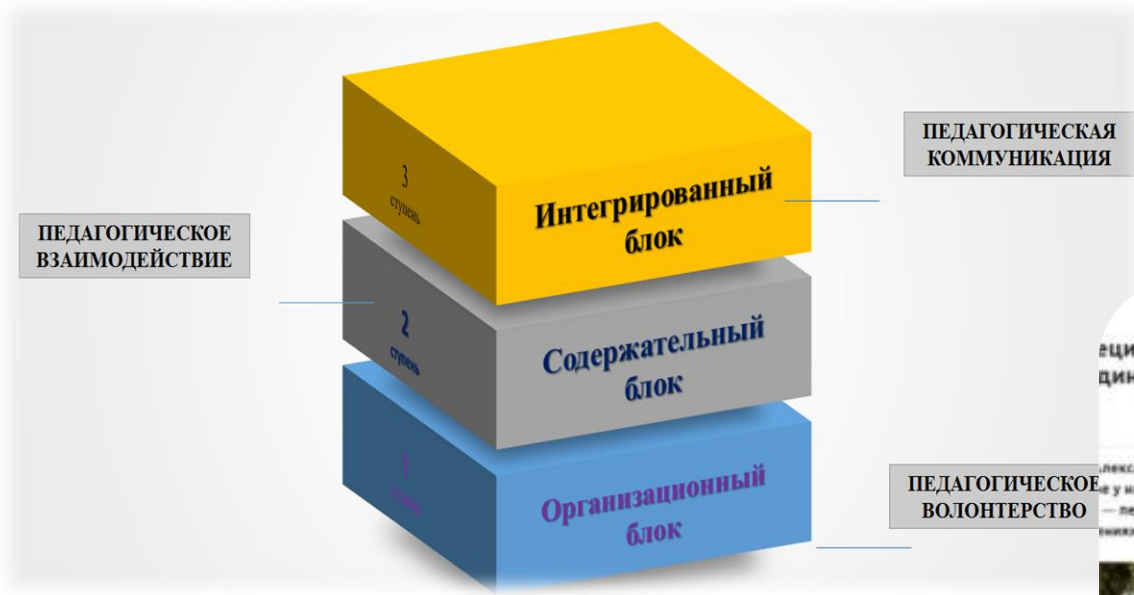 3
ступень
Интегрированный
блок
ПЕДАГОГИЧЕСКАЯ
КОММУНИКАЦИЯ
ПЕДАГОГИЧЕСКОЕ
ВЗАИМОДЕЙСТВИЕ
2
ступень
Содержательный
блок
1
Организационный
блок
ПЕДАГОГИЧЕСКОЕ
ВОЛОНТЕРСТВО